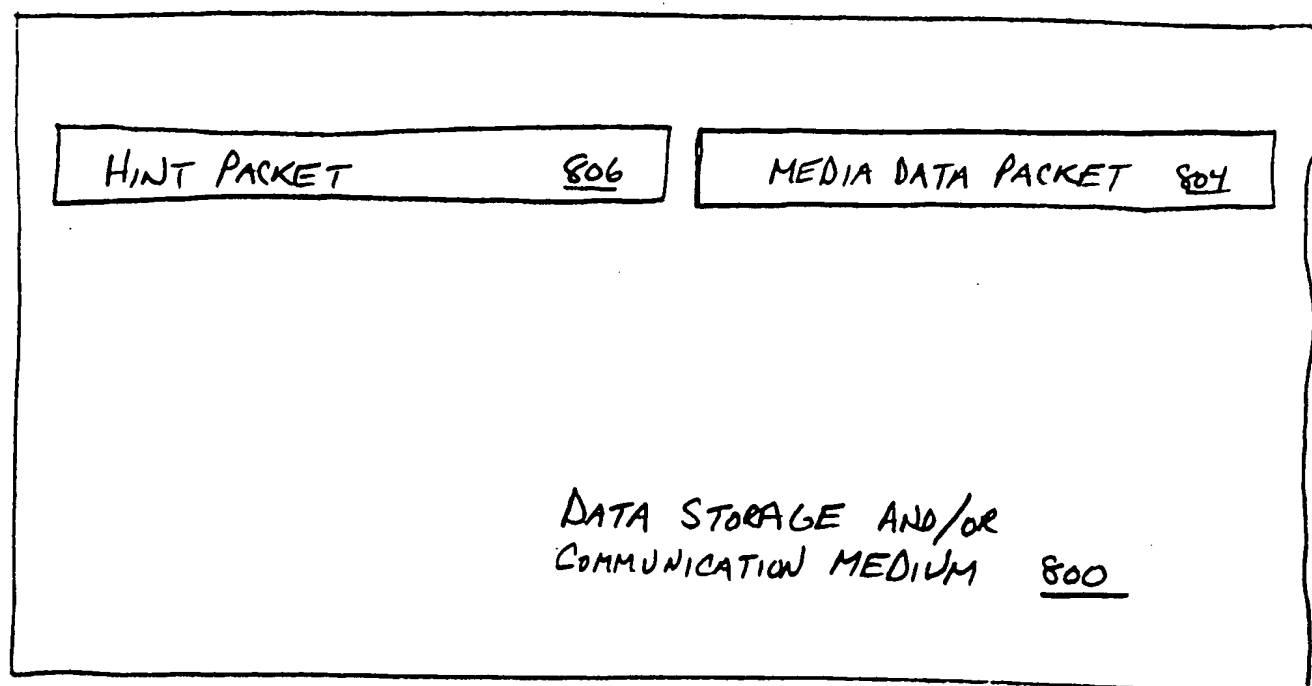 HINT PACKET 806
MEDIA DATA PACKET 804
DATA STORAGE AND/OR
COMMUNICATION MEDIUM 800